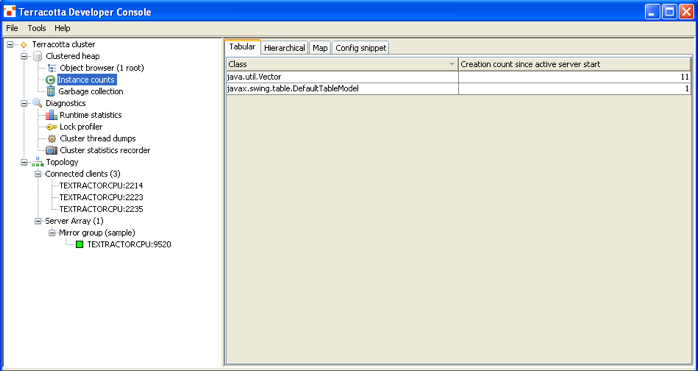 Terracotta Developer Console
File Tools Help
Terracotta cluster
Clustered heap
Object browser (1 root)
Instance counts
Garbage collection
Diagnostics
Runtime statistics
Lock profiler
Cluster thread dumps
Cluster statistics recorder
Topology
Connected clients (3)
TEXTRACTORCPU:2214
TEXTRACTORCPU:2223
TEXTRACTORCPU:2235
Server Array (1)
Mirror group (sample)
TEXTRACTORCPU:9520
Tabular Hierarchical Map Config snippet
Class Creation count since active server start
java.util.Vector 11
javax.swing.table.DefaultTableModel 1